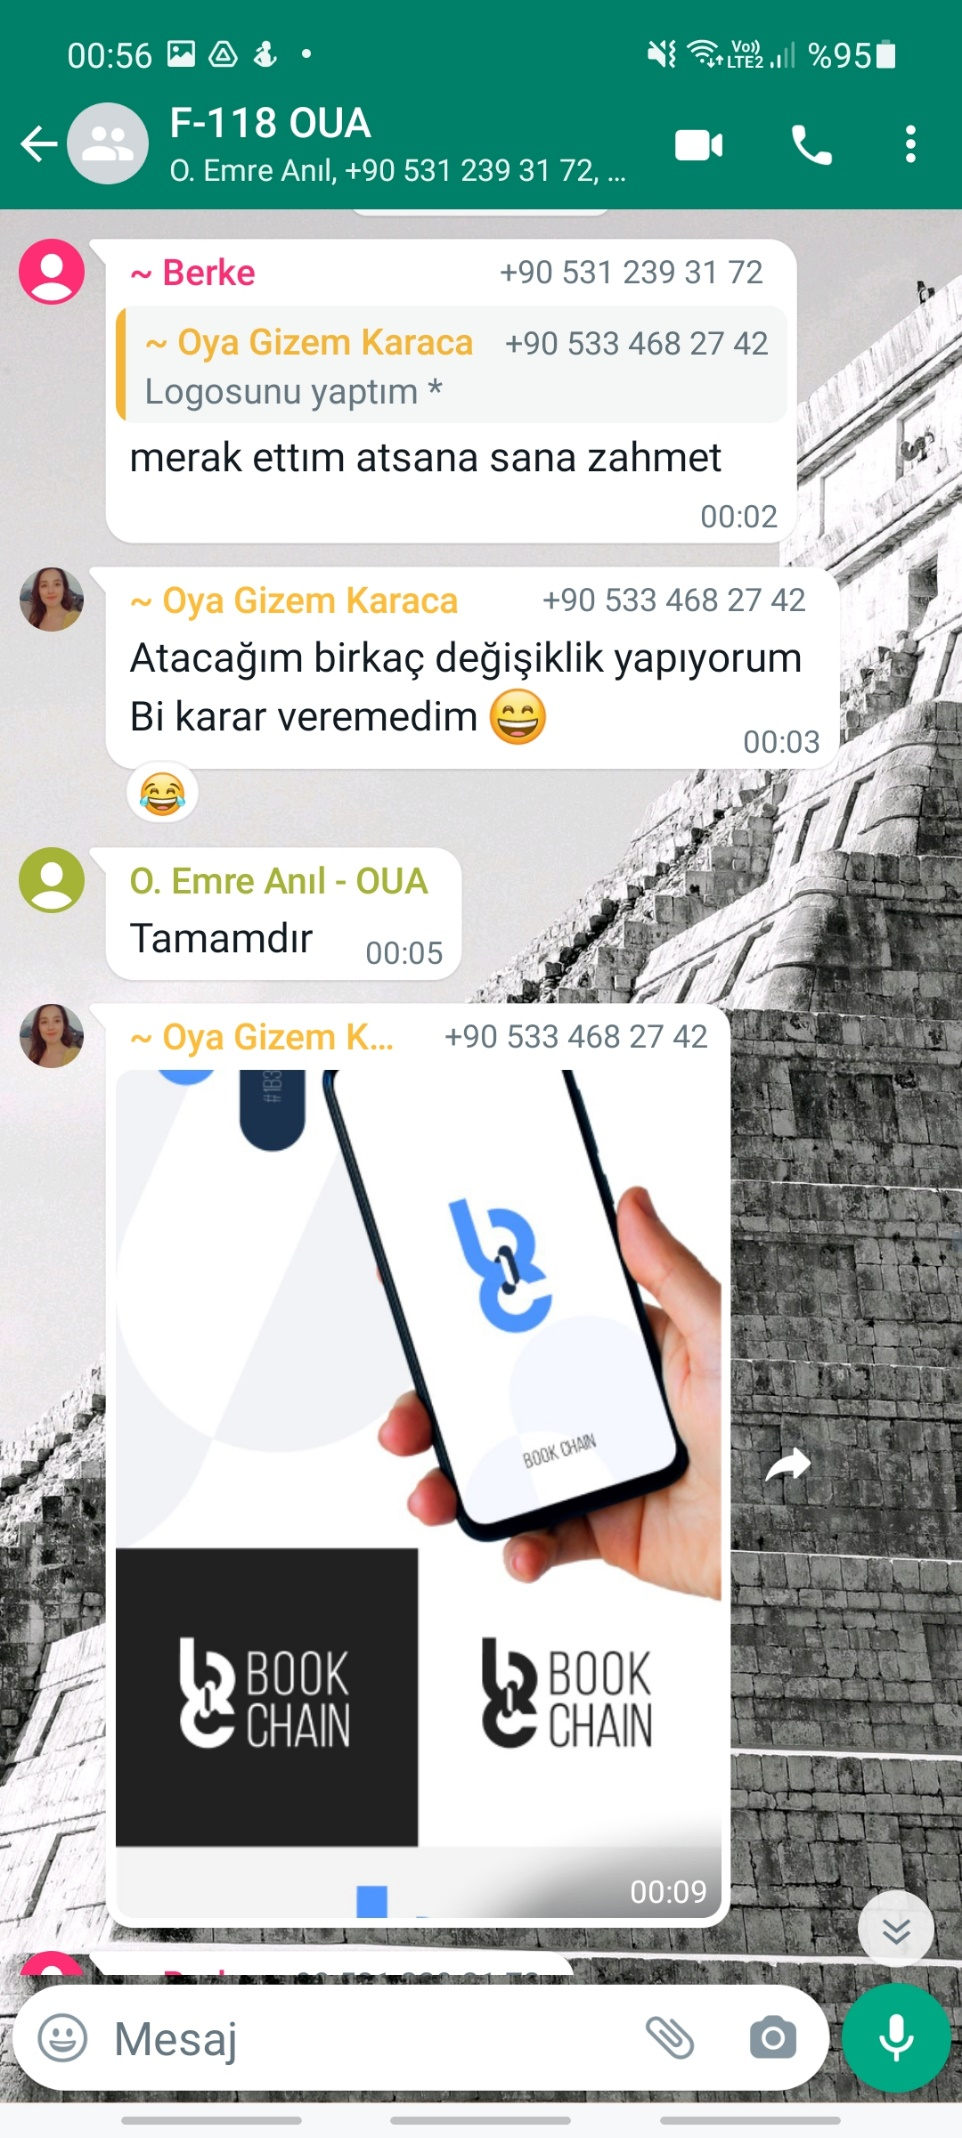 00:56 Vo)) LTE2 %95
F-118 OUA
O. Emre Anıl, +90 531 239 31 72, ...
~ Berke +90 531 239 31 72
~ Oya Gizem Karaca +90 533 468 27 42
Logosunu yaptım *
merak ettım atsana sana zahmet
00:02
~ Oya Gizem Karaca +90 533 468 27 42
Atacağım birkaç değişiklik yapıyorum
Bi karar veremedim 😄
00:03
😂
O. Emre Anıl - OUA
Tamamdır 00:05
~ Oya Gizem K... +90 533 468 27 42
BOOK CHAIN
BOOK
CHAIN
BOOK
CHAIN
00:09
Mesaj